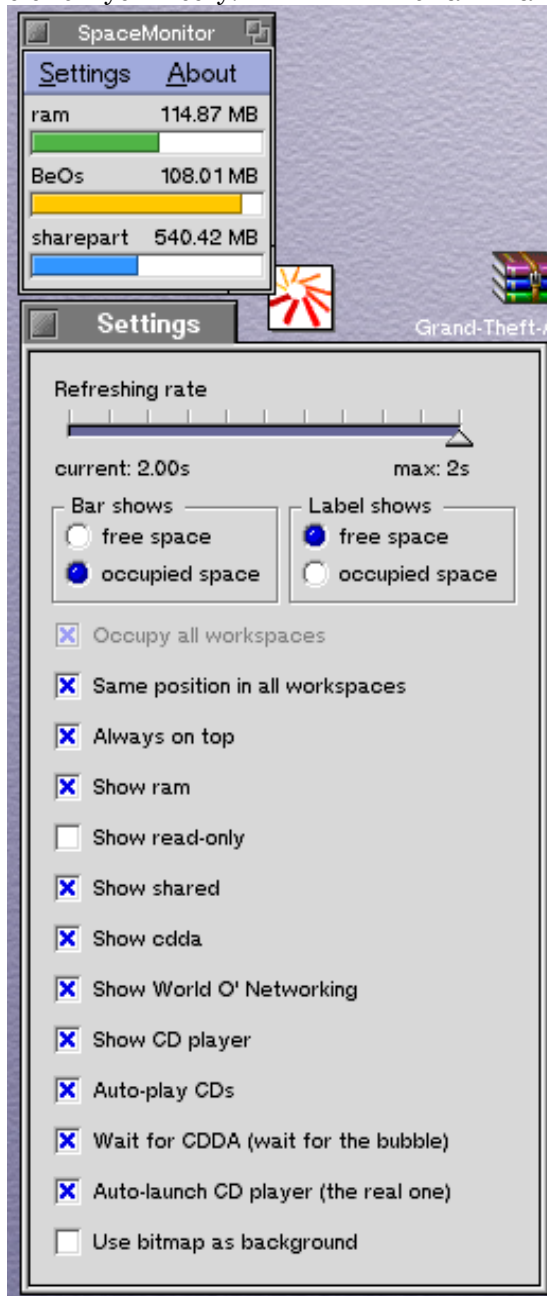 SpaceMonitor
Settings About
ram 114.87 MB
BeOs 108.01 MB
sharepart 540.42 MB
Grand-Theft-
Settings
Refreshing rate
current: 2.00s max: 2s
Bar shows Label shows
free space free space
occupied space occupied space
Occupy all workspaces
Same position in all workspaces
Always on top
Show ram
Show read-only
Show shared
Show cdda
Show World O' Networking
Show CD player
Auto-play CDs
Wait for CDDA (wait for the bubble)
Auto-launch CD player (the real one)
Use bitmap as background